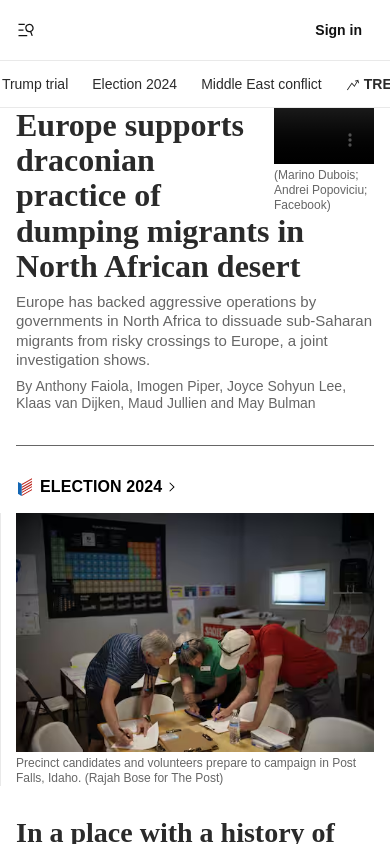 Sign in
Trump trial
Election 2024
Middle East conflict
TRE
Europe supports
draconian
practice of
dumping migrants in
North African desert
(Marino Dubois;
Andrei Popoviciu;
Facebook)
Europe has backed aggressive operations by
governments in North Africa to dissuade sub-Saharan
migrants from risky crossings to Europe, a joint
investigation shows.
By Anthony Faiola, Imogen Piper, Joyce Sohyun Lee,
Klaas van Dijken, Maud Jullien and May Bulman
ELECTION 2024
Precinct candidates and volunteers prepare to campaign in Post
Falls, Idaho. (Rajah Bose for The Post)
In a place with a history of